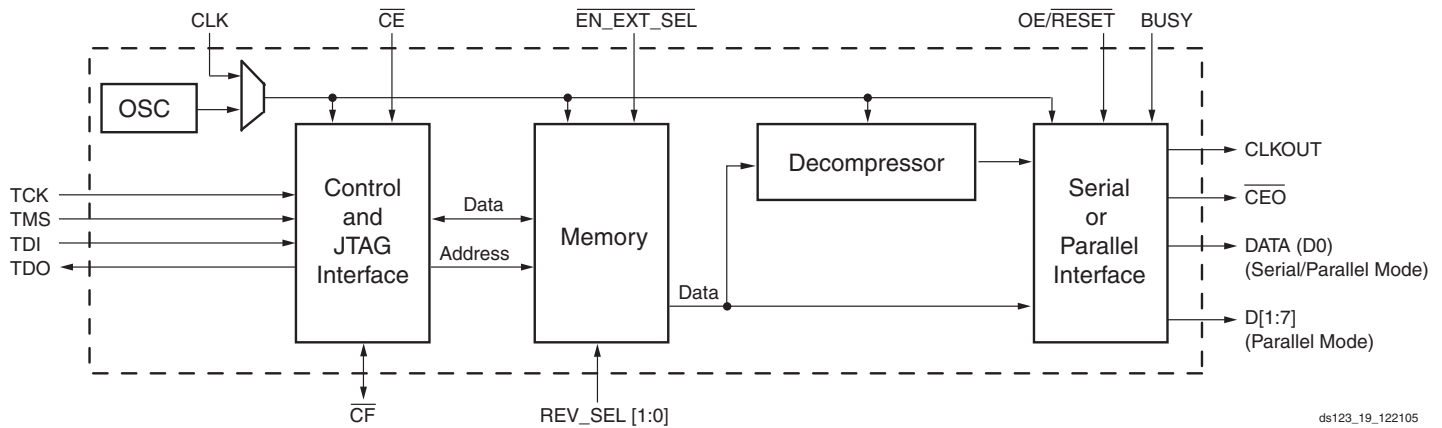 CLK
CE
EN_EXT_SEL
OE/RESET
BUSY
OSC
Control
and
JTAG
Interface
Memory
Decompressor
Serial
or
Parallel
Interface
TCK
TMS
TDI
TDO
Data
Address
Data
CLKOUT
CEO
DATA (D0)
(Serial/Parallel Mode)
D[1:7]
(Parallel Mode)
CF
REV_SEL [1:0]
ds123_19_122105